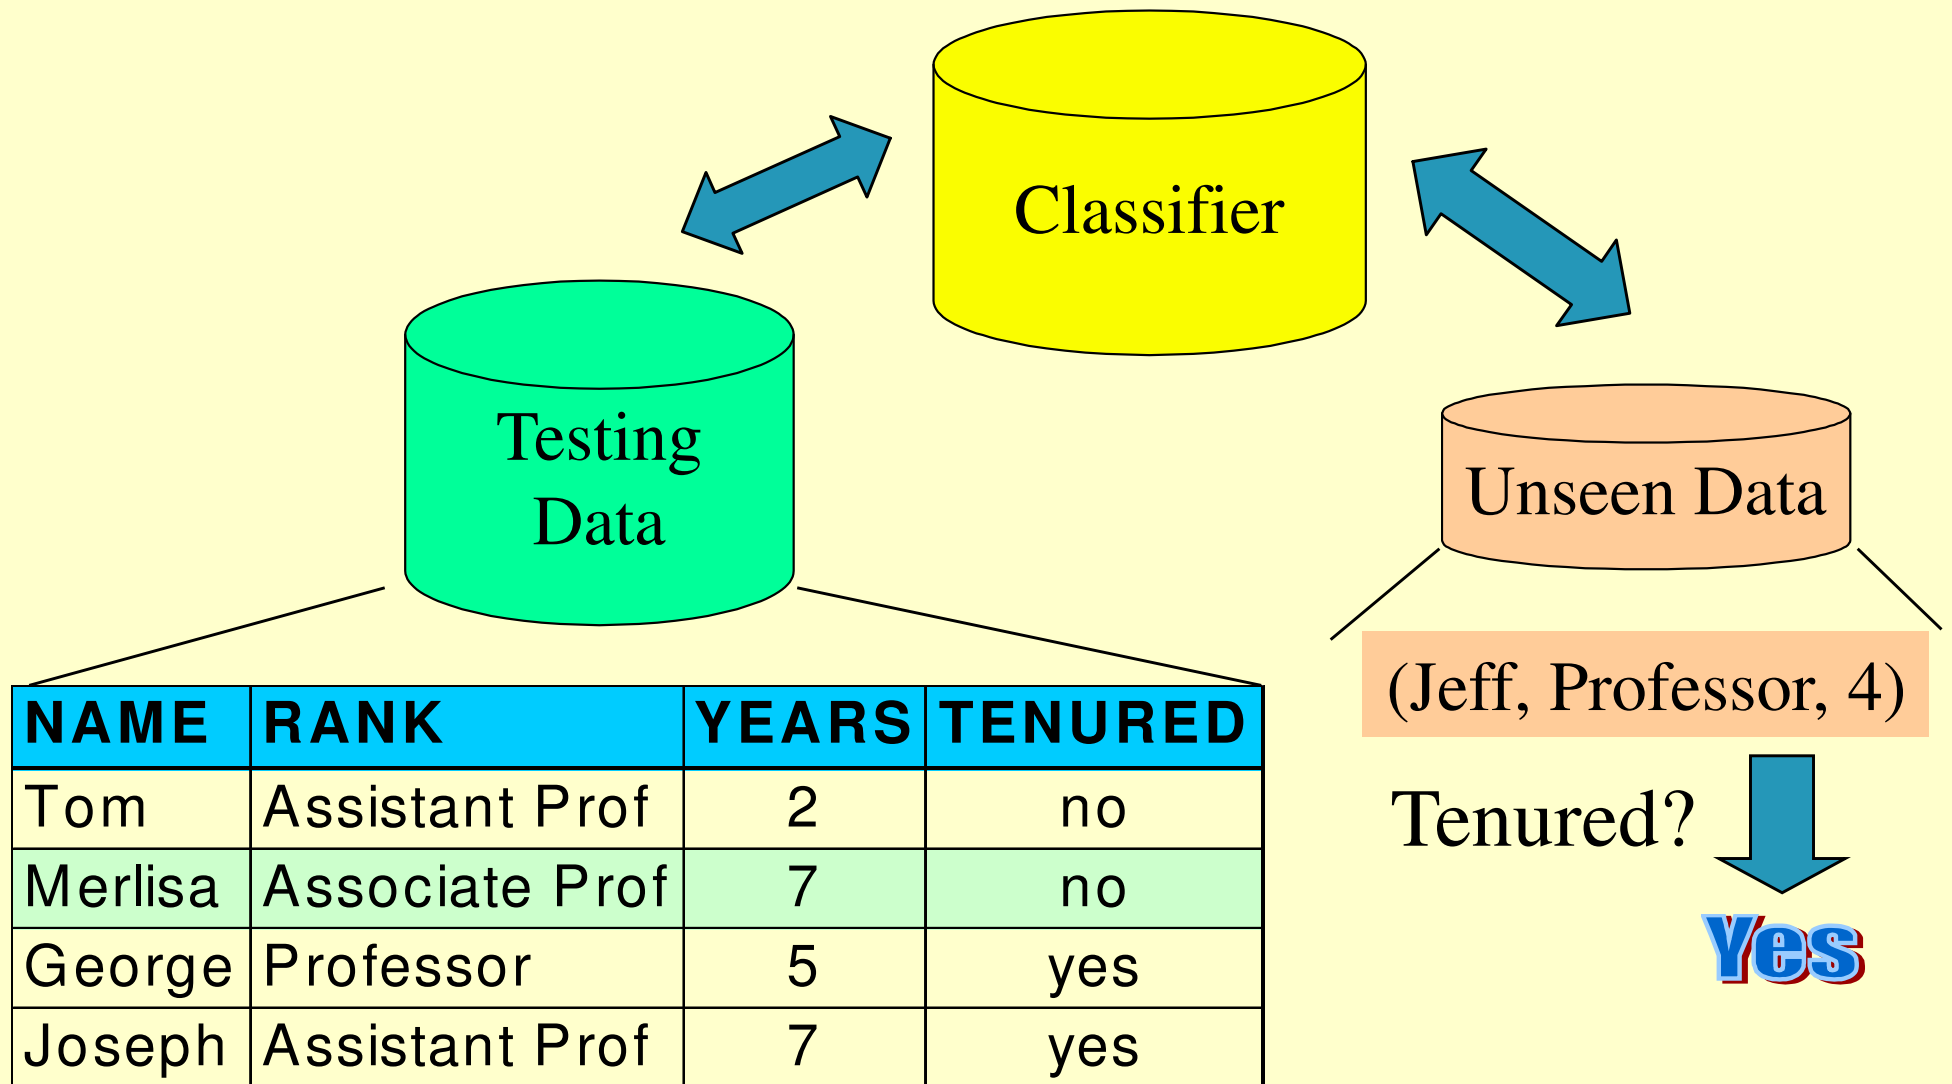 Classifier
Testing
Data
Unseen Data
(Jeff, Professor, 4)
Tenured?
Yes
NAME RANK YEARS TENURED
Tom Assistant Prof 2 no
Merlisa Associate Prof 7 no
George Professor 5 yes
Joseph Assistant Prof 7 yes